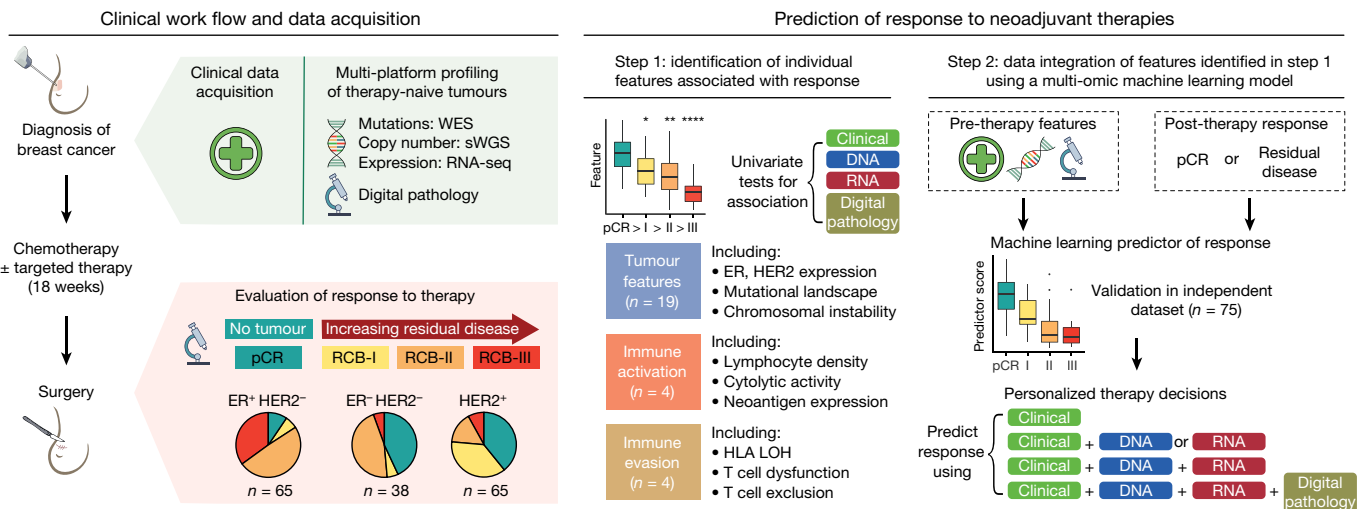 Clinical work flow and data acquisition
Diagnosis of
breast cancer
Chemotherapy
± targeted therapy
(18 weeks)
Surgery
Clinical data
acquisition
Multi-platform profiling
of therapy-naive tumours
Mutations: WES
Copy number: sWGS
Expression: RNA-seq
Digital pathology
Evaluation of response to therapy
No tumour
Increasing residual disease
pCR
RCB-I
RCB-II
RCB-III
ER⁺ HER2⁻
ER⁻ HER2⁻
HER2⁺
n = 65
n = 38
n = 65
Prediction of response to neoadjuvant therapies
Step 1: identification of individual
features associated with response
* ** ****
Feature
pCR > I > II > III
Univariate
tests for
association
Clinical
DNA
RNA
Digital
pathology
Tumour
features
(n = 19)
Including:
• ER, HER2 expression
• Mutational landscape
• Chromosomal instability
Immune
activation
(n = 4)
Including:
• Lymphocyte density
• Cytolytic activity
• Neoantigen expression
Immune
evasion
(n = 4)
Including:
• HLA LOH
• T cell dysfunction
• T cell exclusion
Step 2: data integration of features identified in step 1
using a multi-omic machine learning model
Pre-therapy features
Post-therapy response
pCR or Residual
disease
Machine learning predictor of response
Predictor score
pCR I II III
Validation in independent
dataset (n = 75)
Personalized therapy decisions
Predict
response
using
Clinical
Clinical + DNA or RNA
Clinical + DNA + RNA
Clinical + DNA + RNA + Digital
pathology